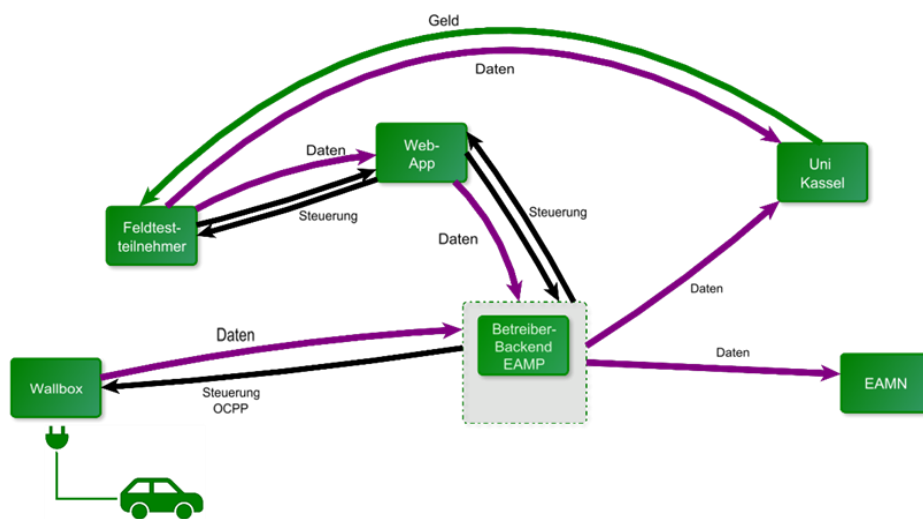 Geld
Daten
Web-
App
Daten
Uni
Kassel
Feldtest-
teilnehmer
Steuerung
Steuerung
Daten
Daten
Betreiber-
Backend
EAMP
Daten
Daten
Wallbox
Steuerung
OCPP
EAMN